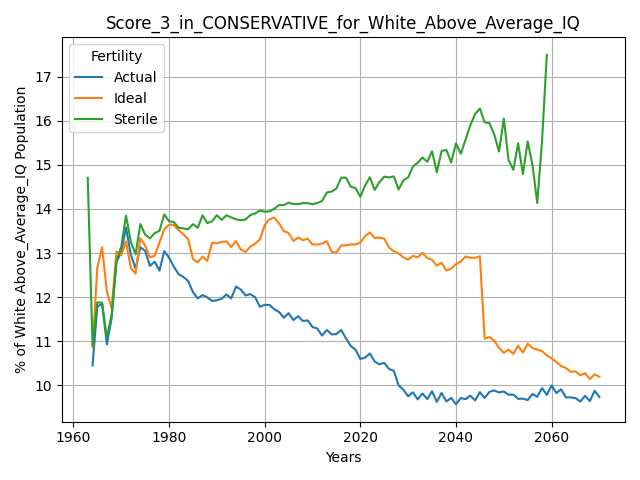 Score_3_in_CONSERVATIVE_for_White_Above_Average_IQ
Fertility
Actual
Ideal
Sterile
% of White Above_Average_IQ Population
17
16
15
14
13
12
11
10
1960
1980
2000
2020
2040
2060
Years